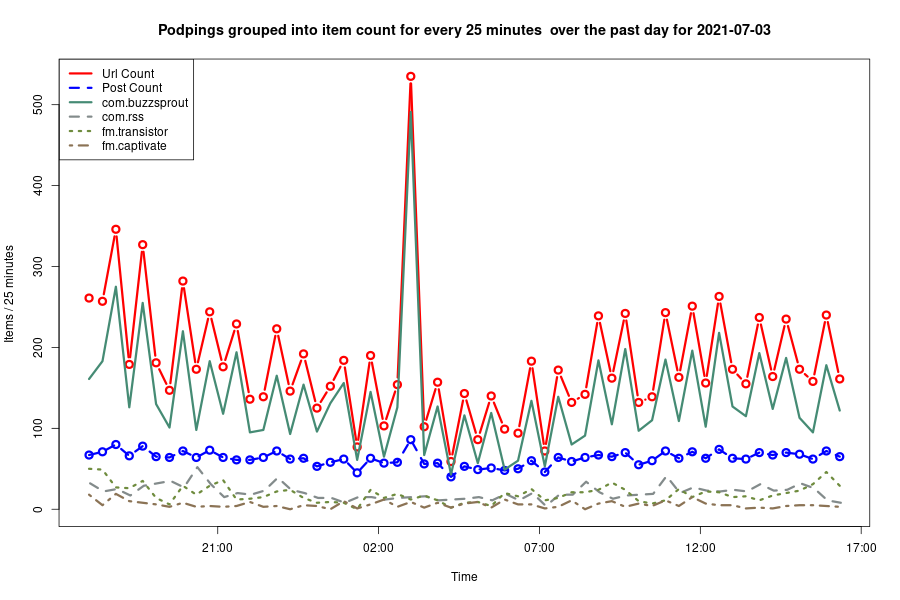 Podpings grouped into item count for every 25 minutes  over the past day for 2021-07-03
Url Count
Post Count
com.buzzsprout
com.rss
fm.transistor
fm.captivate
Items / 25 minutes
500
400
300
200
100
0
21:00
02:00
07:00
12:00
17:00
Time